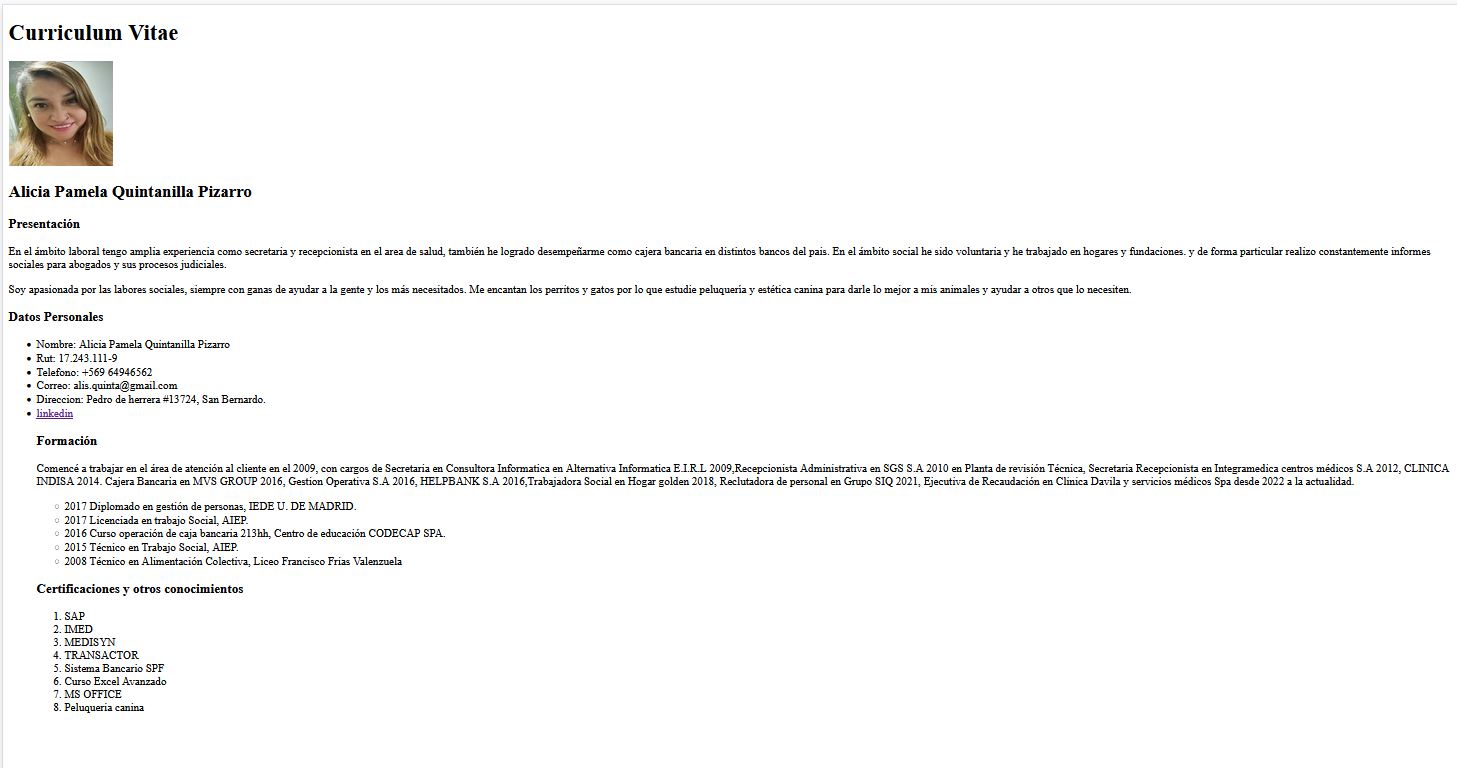 Curriculum Vitae
Alicia Pamela Quintanilla Pizarro
Presentación
En el ámbito laboral tengo amplia experiencia como secretaria y recepcionista en el area de salud, también he logrado desempeñarme como cajera bancaria en distintos bancos del pais. En el ámbito social he sido voluntaria y he trabajado en hogares y fundaciones. y de forma particular realizo constantemente informes
sociales para abogados y sus procesos judiciales.
Soy apasionada por las labores sociales, siempre con ganas de ayudar a la gente y los más necesitados. Me encantan los perritos y gatos por lo que estudie peluquería y estética canina para darle lo mejor a mis animales y ayudar a otros que lo necesiten.
Datos Personales
• Nombre: Alicia Pamela Quintanilla Pizarro
• Rut: 17.243.111-9
• Telefono: +569 64946562
• Correo: alis.quinta@gmail.com
• Direccion: Pedro de herrera #13724, San Bernardo.
• linkedin
Formación
Comencé a trabajar en el área de atención al cliente en el 2009, con cargos de Secretaria en Consultora Informatica en Alternativa Informatica E.I.R.L 2009,Recepcionista Administrativa en SGS S.A 2010 en Planta de revisión Técnica, Secretaria Recepcionista en Integramedica centros médicos S.A 2012, CLINICA
INDISA 2014. Cajera Bancaria en MVS GROUP 2016, Gestion Operativa S.A 2016, HELPBANK S.A 2016,Trabajadora Social en Hogar golden 2018, Reclutadora de personal en Grupo SIQ 2021, Ejecutiva de Recaudación en Clínica Davila y servicios médicos Spa desde 2022 a la actualidad.
○ 2017 Diplomado en gestión de personas, IEDE U. DE MADRID.
○ 2017 Licenciada en trabajo Social, AIEP.
○ 2016 Curso operación de caja bancaria 213hh, Centro de educación CODECAP SPA.
○ 2015 Técnico en Trabajo Social, AIEP.
○ 2008 Técnico en Alimentación Colectiva, Liceo Francisco Frias Valenzuela
Certificaciones y otros conocimientos
1. SAP
2. IMED
3. MEDISYN
4. TRANSACTOR
5. Sistema Bancario SPF
6. Curso Excel Avanzado
7. MS OFFICE
8. Peluqueria canina